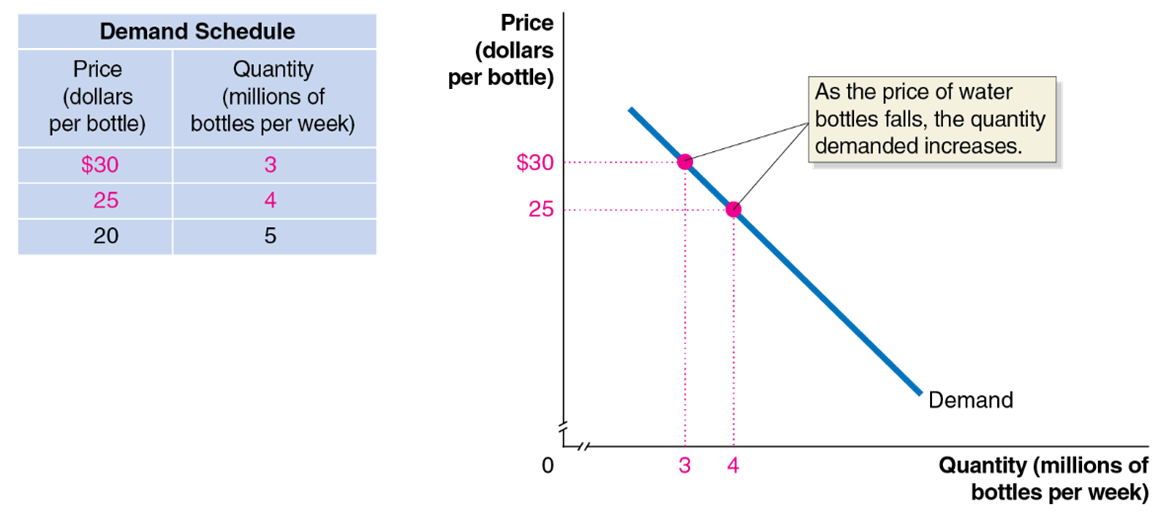 Demand Schedule
Price
(dollars
per bottle)
Quantity
(millions of
bottles per week)
$30 3
25 4
20 5
Price
(dollars
per bottle)
As the price of water
bottles falls, the quantity
demanded increases.
$30
25
Demand
0
3 4
Quantity (millions of
bottles per week)